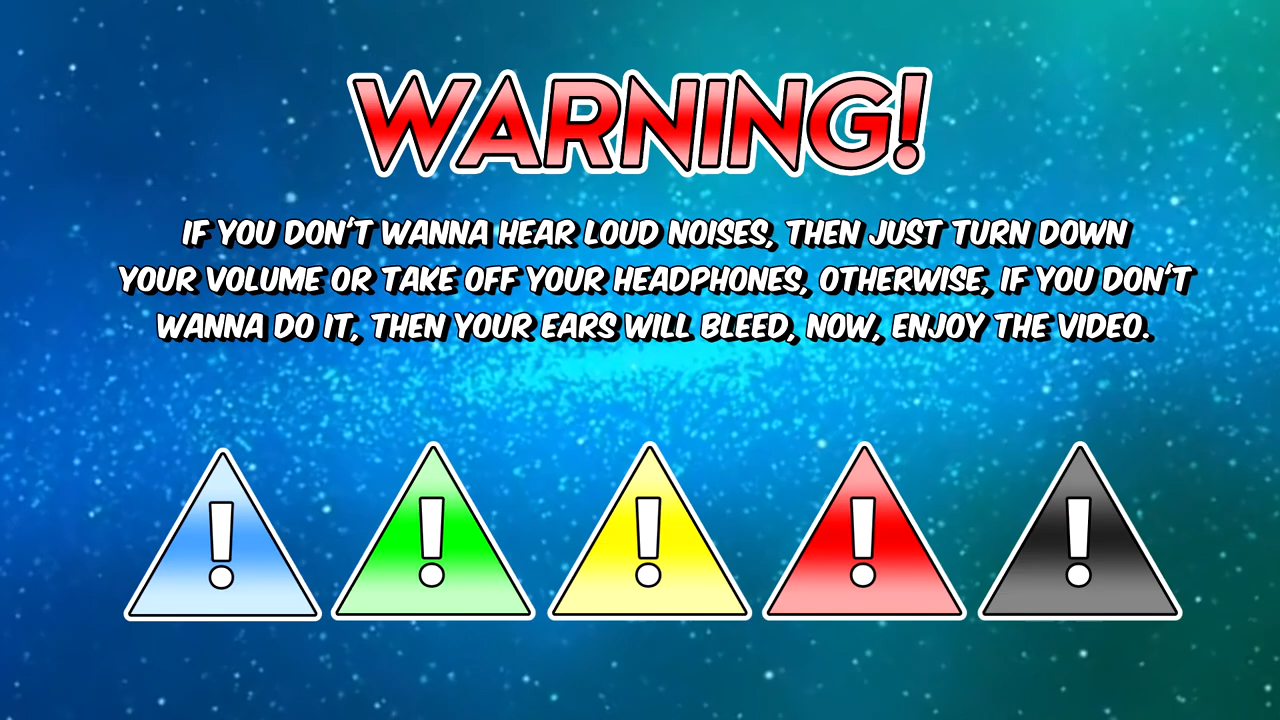 WARNING!
IF YOU DON'T WANNA HEAR LOUD NOISES, THEN JUST TURN DOWN
YOUR VOLUME OR TAKE OFF YOUR HEADPHONES, OTHERWISE, IF YOU DON'T
WANNA DO IT, THEN YOUR EARS WILL BLEED, NOW, ENJOY THE VIDEO.
! ! ! ! !